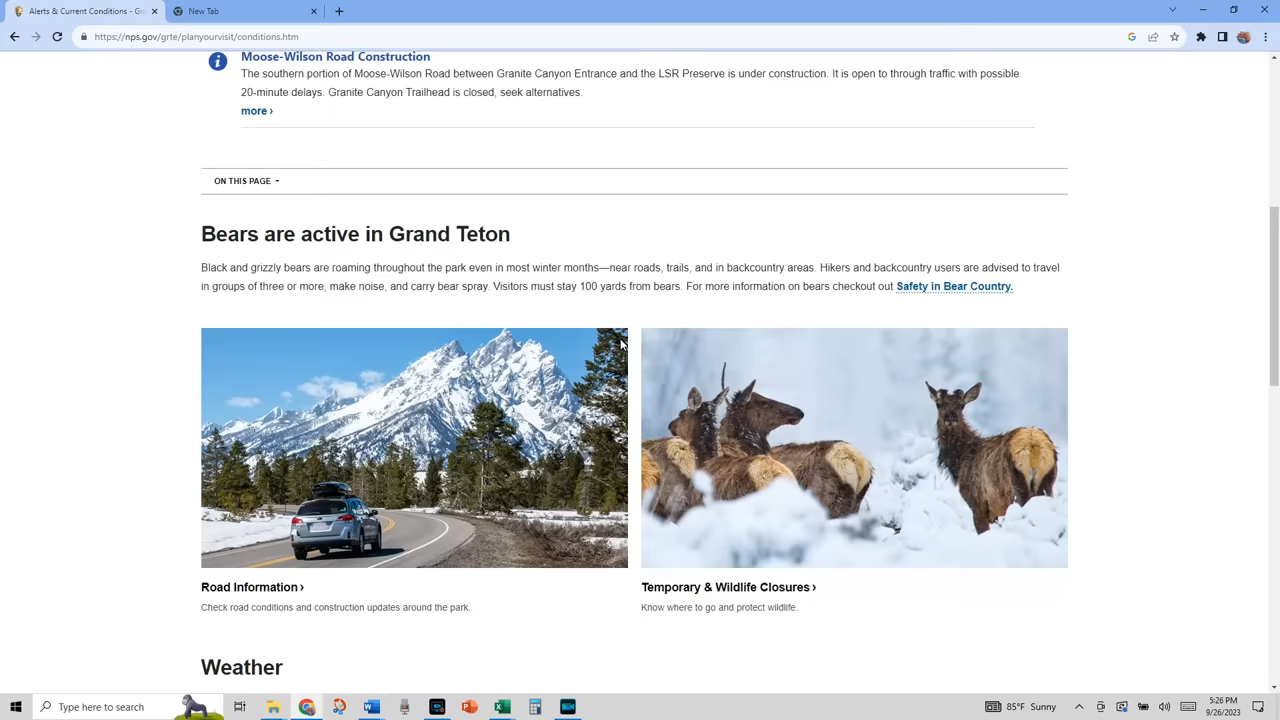 Alerts & Current Conditions - Gr
New Tab
https://nps.gov/grte/planyourvisit/conditions.htm
Moose-Wilson Road Construction
The southern portion of Moose-Wilson Road between Granite Canyon Entrance and the LSR Preserve is under construction. It is open to through traffic with possible
20-minute delays. Granite Canyon Trailhead is closed, seek alternatives.
more ›
ON THIS PAGE
Bears are active in Grand Teton
Black and grizzly bears are roaming throughout the park even in most winter months—near roads, trails, and in backcountry areas. Hikers and backcountry users are advised to travel
in groups of three or more, make noise, and carry bear spray. Visitors must stay 100 yards from bears. For more information on bears checkout out Safety in Bear Country.
Road Information ›
Temporary & Wildlife Closures ›
Check road conditions and construction updates around the park.
Know where to go and protect wildlife.
Weather
Type here to search
85°F Sunny
5:26 PM
9/26/2023